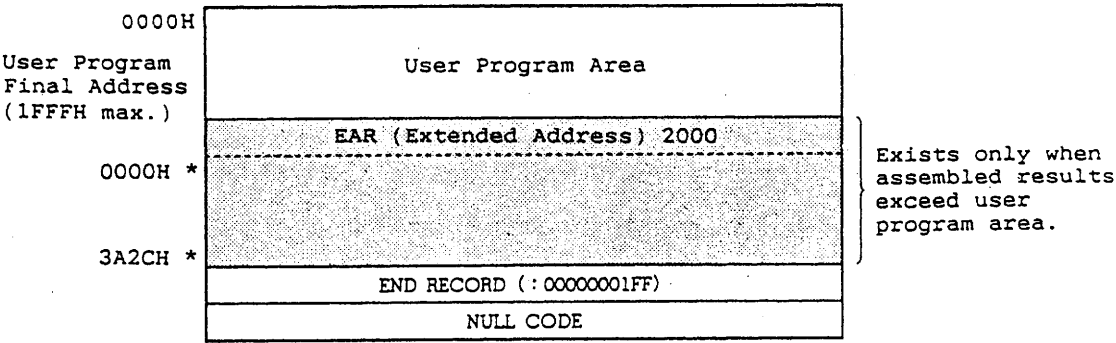 0000H
User Program
Final Address
(1FFFH max.)
User Program Area
EAR (Extended Address) 2000
0000H *
3A2CH *
Exists only when
assembled results
exceed user
program area.
END RECORD (:00000001FF)
NULL CODE